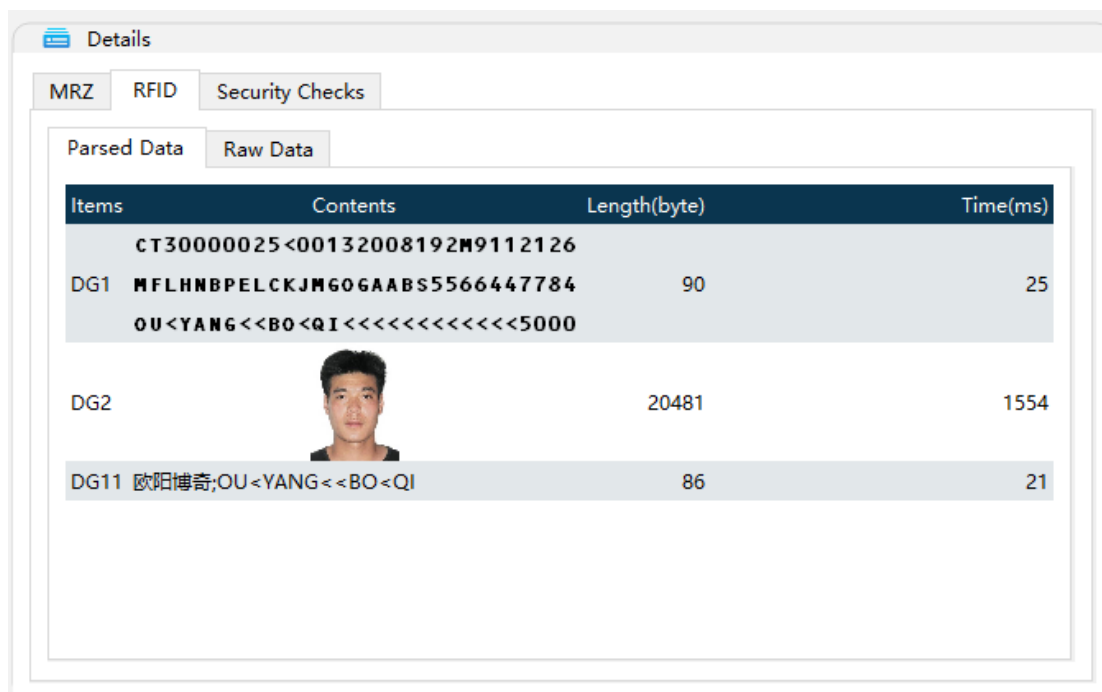 Details
MRZ RFID Security Checks
Parsed Data Raw Data
Items Contents Length(byte) Time(ms)
CT30000025<00132008192M9112126
DG1 MFLHNBPELCKJMGOGAABS5566447784 90 25
OU<YANG<<BO<QI<<<<<<<<<<<<5000
DG2 20481 1554
DG11 欧阳博奇;OU<YANG<<BO<QI 86 21